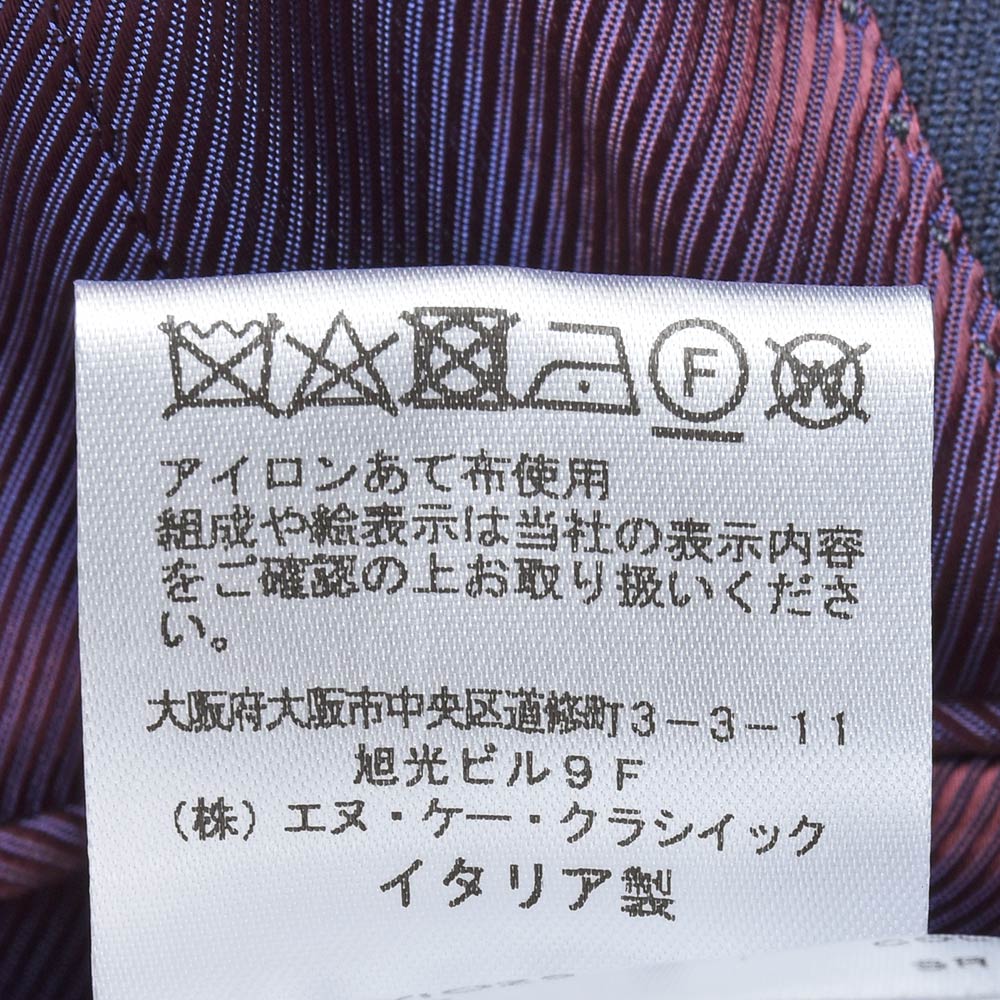 F
W
アイロンあて布使用
組成や絵表示は当社の表示内容
をご確認の上お取り扱いくださ
い。
大阪府大阪市中央区道修町3-3-11
旭光ビル9F
(株)エヌ・ケー・クラシイック
イタリア製